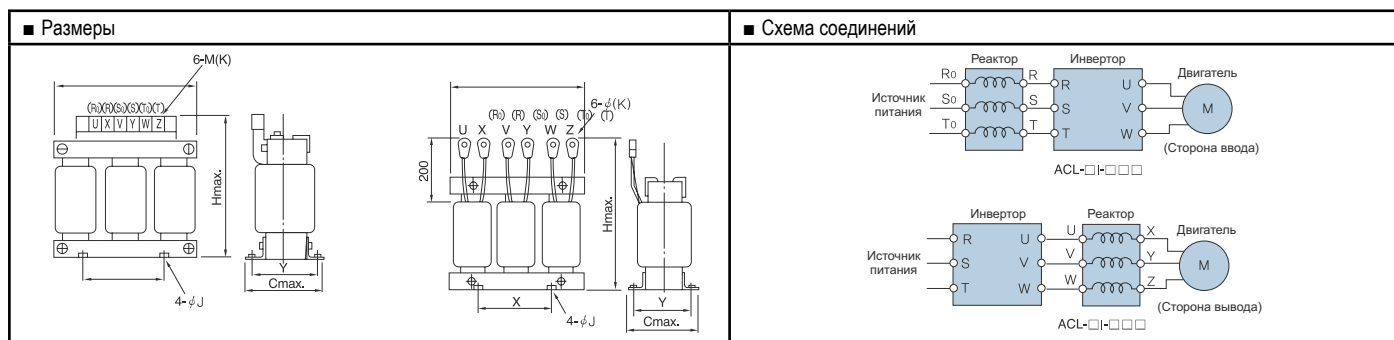 ■ Размеры
6-M(K)
(R0)(R)(S0)(S)(T0)(T)
U X V Y W Z
Hmax.
4-ϕJ
Y
Cmax.
(R0) (R) (S0) (S) (T0) (T)
6-ϕ(K)
U X V Y W Z
200
Hmax.
X
4-ϕJ
Y
Cmax.
■ Схема соединений
Реактор Инвертор
Двигатель
Источник питания
R0 R R U
S0 S S V M
T0 T T W
(Сторона ввода)
ACL-□I-□□□
Инвертор Реактор
Двигатель
Источник питания
R U U X
S V V Y M
T W W Z
(Сторона вывода)
ACL-□I-□□□